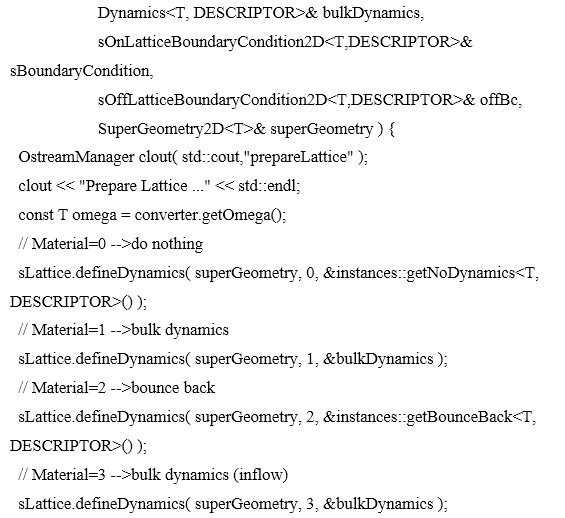 Dynamics<T, DESCRIPTOR>& bulkDynamics,
sOnLatticeBoundaryCondition2D<T,DESCRIPTOR>&
sBoundaryCondition,
sOffLatticeBoundaryCondition2D<T,DESCRIPTOR>& offBc,
SuperGeometry2D<T>& superGeometry ) {
OstreamManager clout( std::cout,"prepareLattice" );
clout << "Prepare Lattice ..." << std::endl;
const T omega = converter.getOmega();
// Material=0 -->do nothing
sLattice.defineDynamics( superGeometry, 0, &instances::getNoDynamics<T,
DESCRIPTOR>() );
// Material=1 -->bulk dynamics
sLattice.defineDynamics( superGeometry, 1, &bulkDynamics );
// Material=2 -->bounce back
sLattice.defineDynamics( superGeometry, 2, &instances::getBounceBack<T,
DESCRIPTOR>() );
// Material=3 -->bulk dynamics (inflow)
sLattice.defineDynamics( superGeometry, 3, &bulkDynamics );